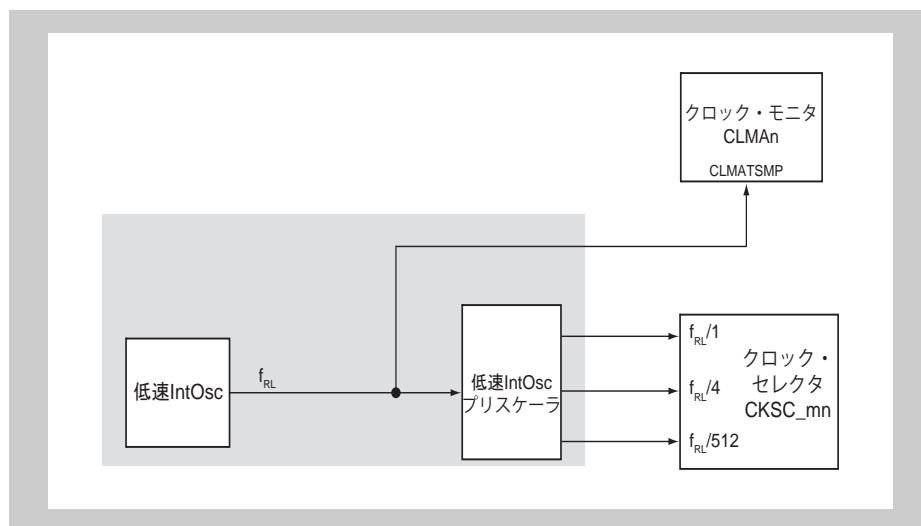 クロック・モニタ
CLMAn
CLMATSMP
低速IntOsc
fRL
低速IntOsc
プリスケーラ
fRL/1
fRL/4
fRL/512
クロック・
セレクタ
CKSC_mn